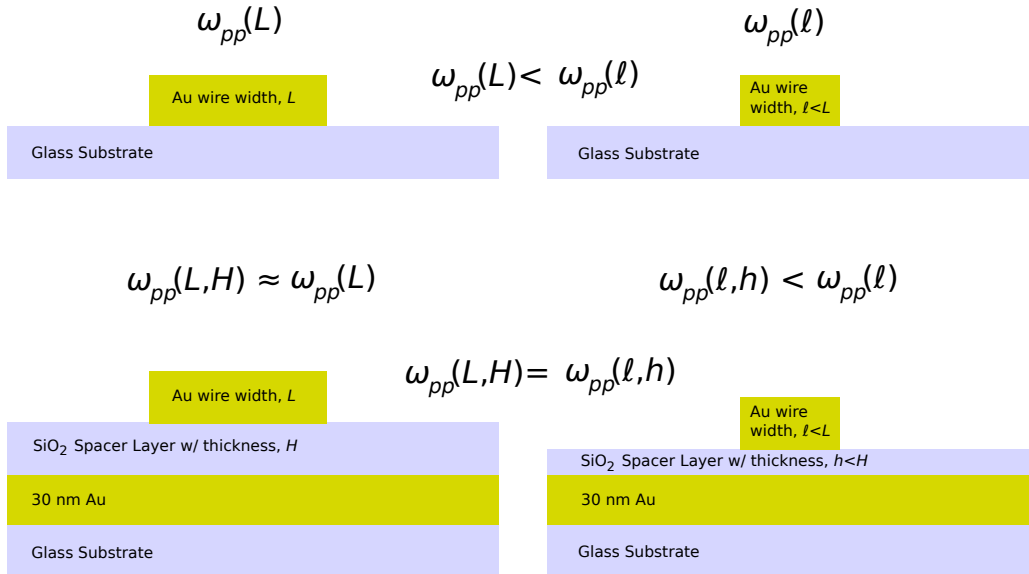 ω_pp(L)
ω_pp(ℓ)
ω_pp(L)< ω_pp(ℓ)
Au wire width, L
Au wire
width, ℓ<L
Glass Substrate
Glass Substrate
ω_pp(L,H) ≈ ω_pp(L)
ω_pp(ℓ,h) < ω_pp(ℓ)
ω_pp(L,H)= ω_pp(ℓ,h)
Au wire width, L
Au wire
width, ℓ<L
SiO₂ Spacer Layer w/ thickness, H
SiO₂ Spacer Layer w/ thickness, h<H
30 nm Au
30 nm Au
Glass Substrate
Glass Substrate